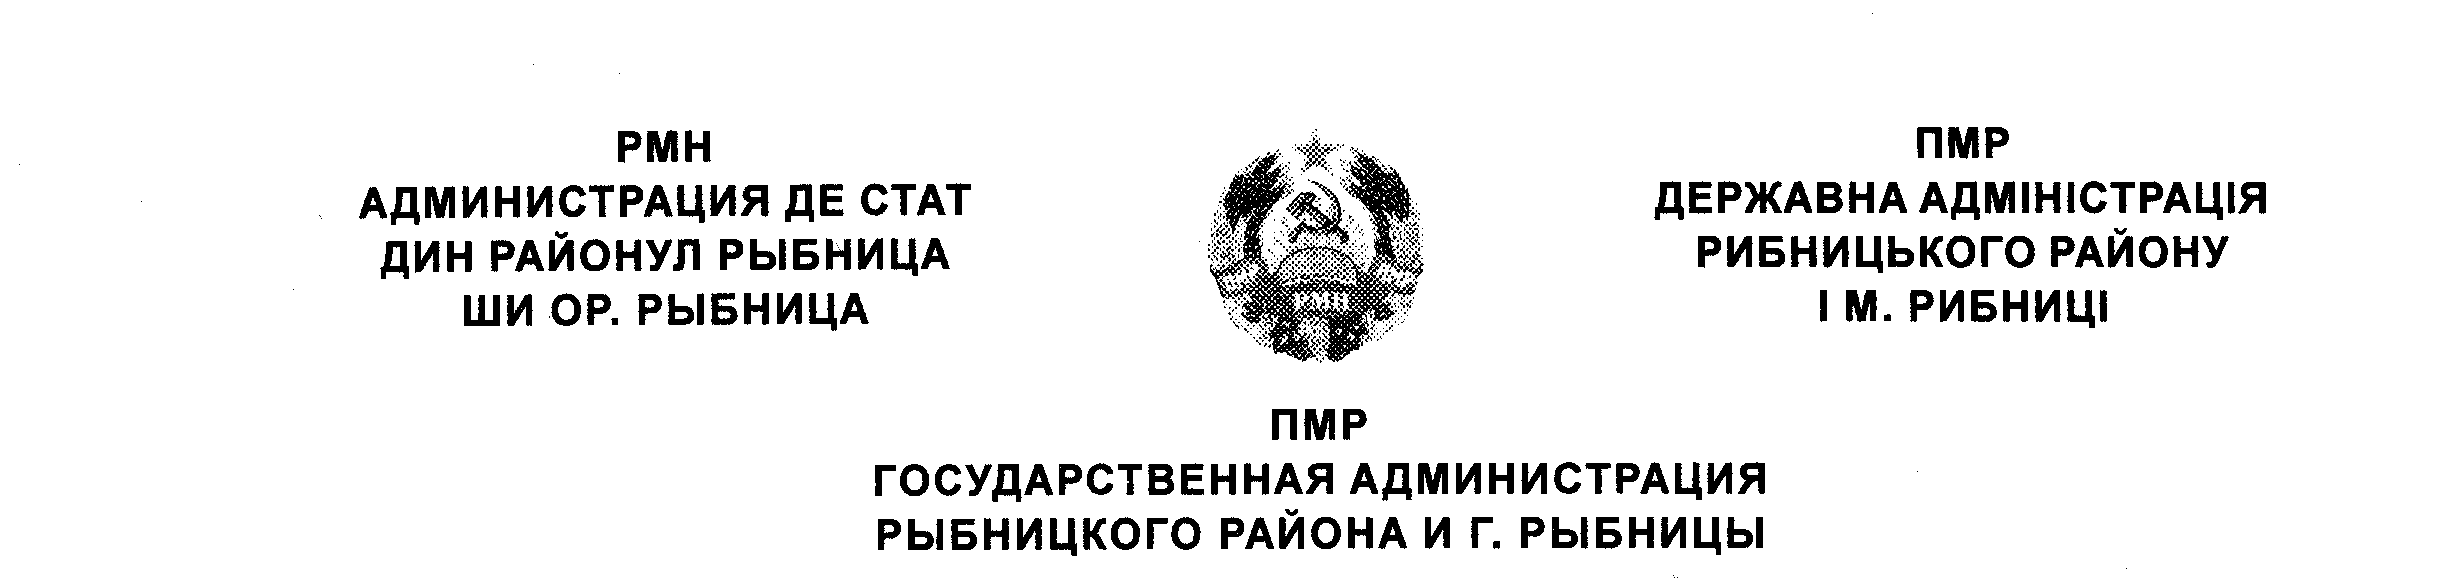 РМН
АДМИНИСТРАЦИЯ ДЕ СТАТ
ДИН РАЙОНУЛ РЫБНИЦА
ШИ ОР. РЫБНИЦА
ПМР
ДЕРЖАВНА АДМІНІСТРАЦІЯ
РИБНИЦЬКОГО РАЙОНУ
І М. РИБНИЦІ
ПМР
ГОСУДАРСТВЕННАЯ АДМИНИСТРАЦИЯ
РЫБНИЦКОГО РАЙОНА И Г. РЫБНИЦЫ